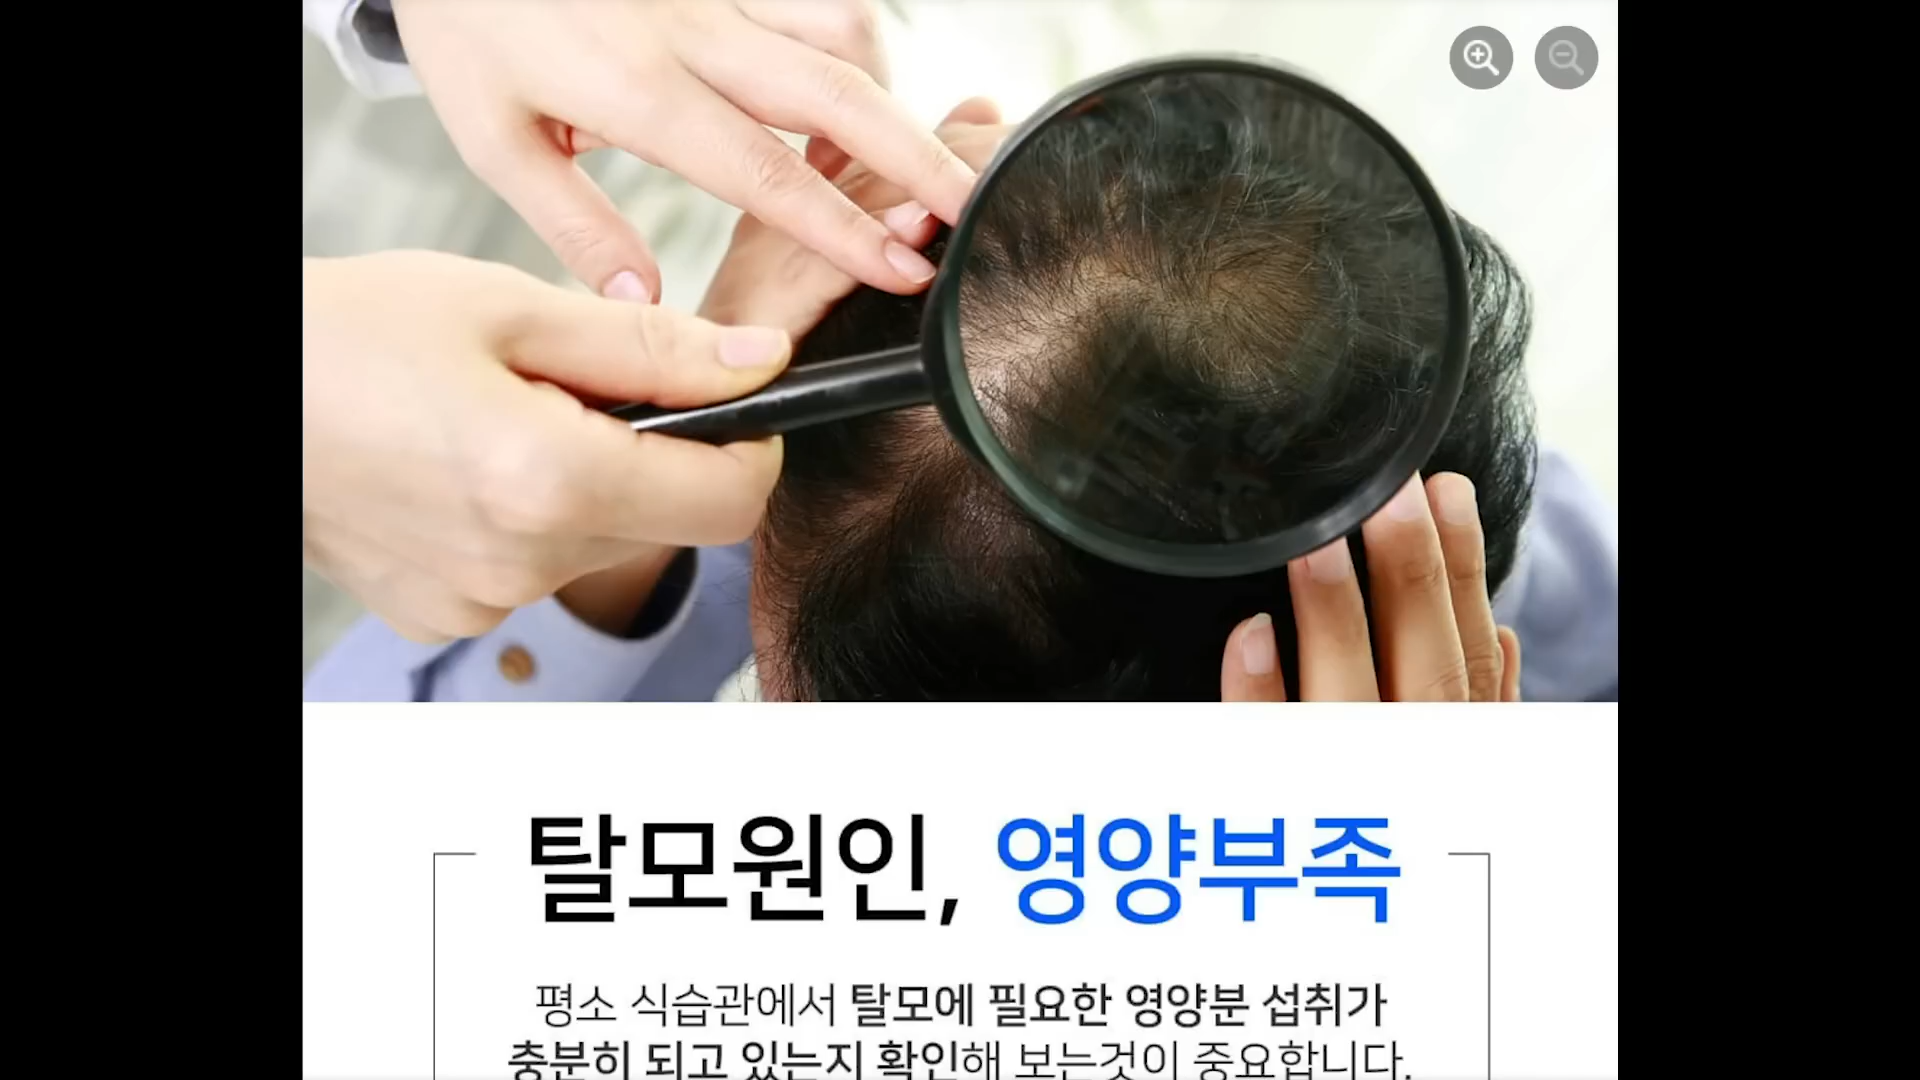 탈모원인, 영양부족
평소 식습관에서 탈모에 필요한 영양분 섭취가
충분히 되고 있는지 확인해 보는것이 중요합니다.